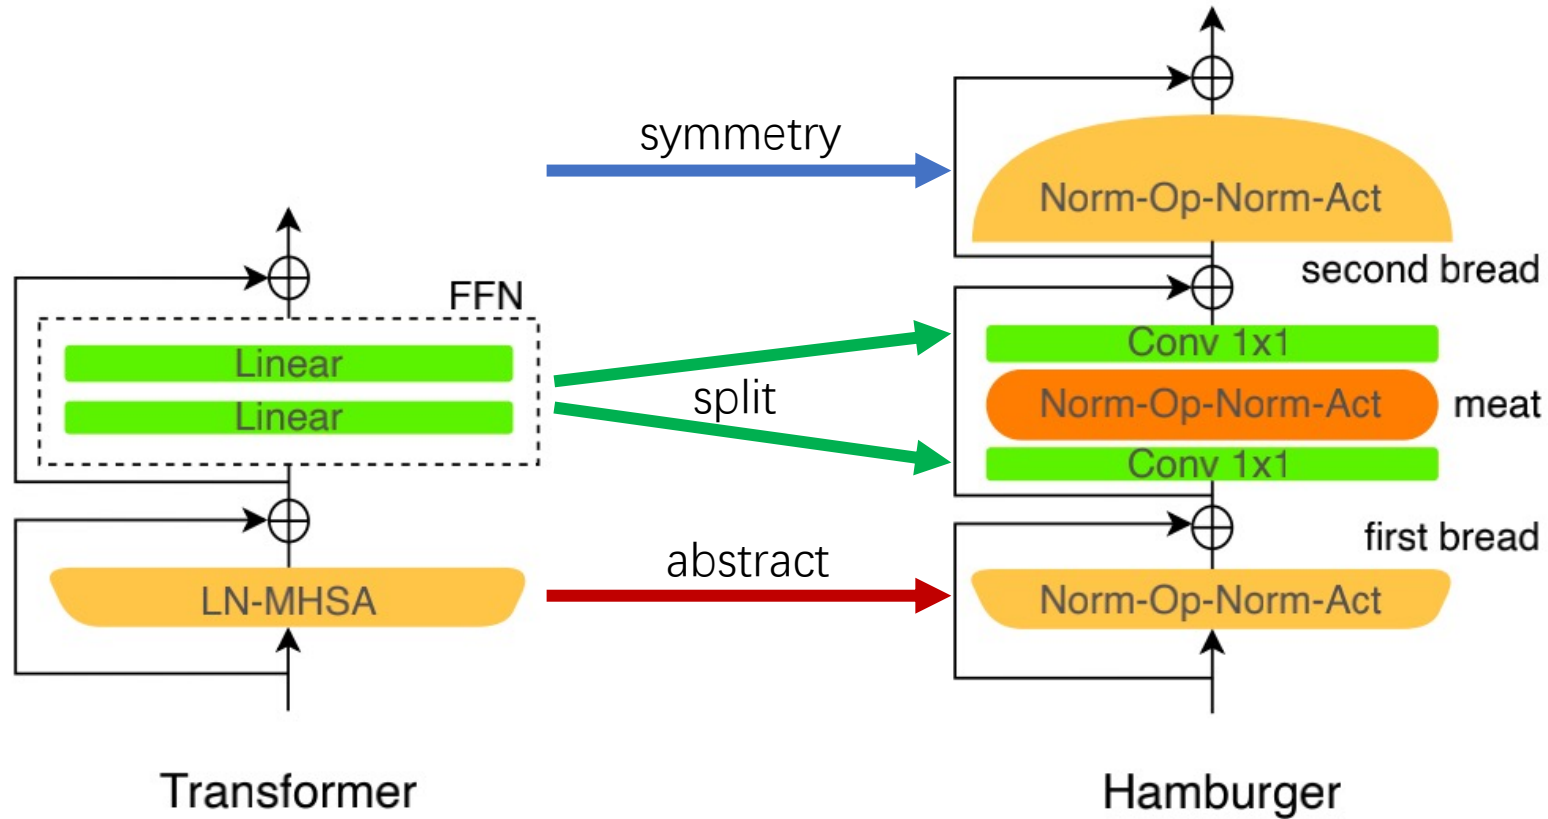 symmetry
Norm-Op-Norm-Act
second bread
FFN
Linear
Linear
split
Conv 1x1
Norm-Op-Norm-Act
meat
Conv 1x1
first bread
LN-MHSA
abstract
Norm-Op-Norm-Act
Transformer
Hamburger